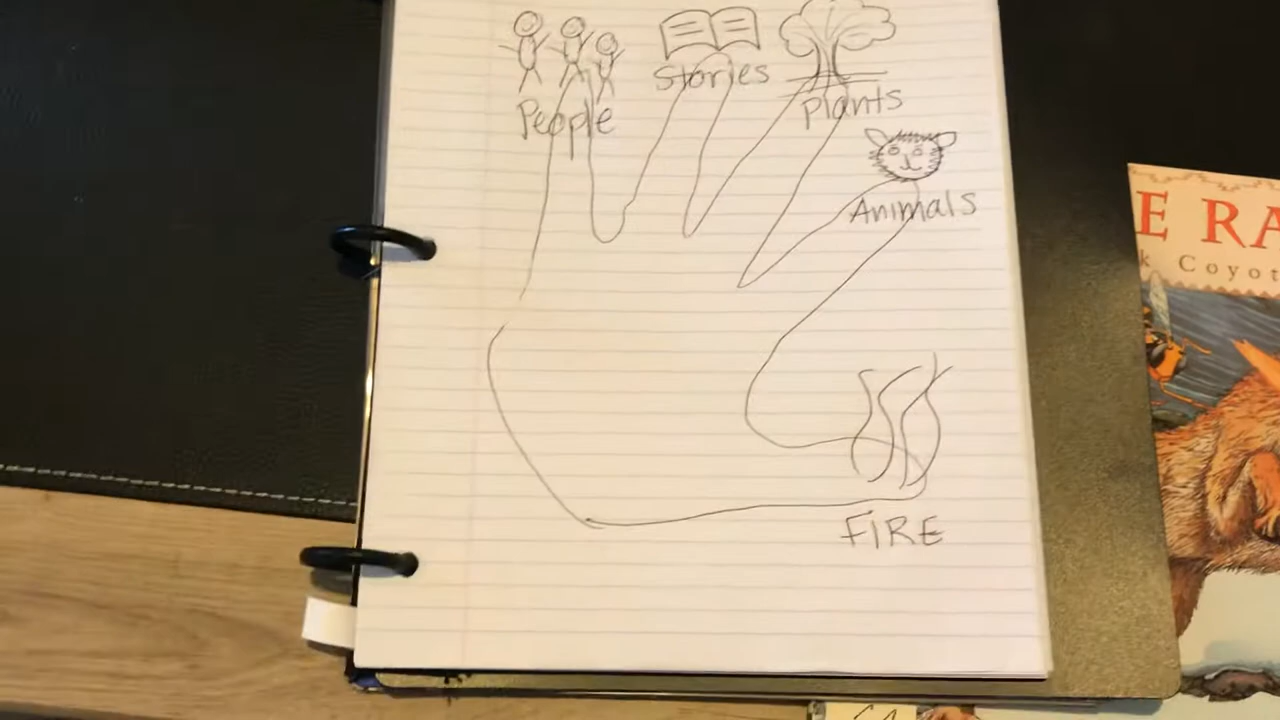 People
Stories
Plants
Animals
FIRE
E RA
k Coyot